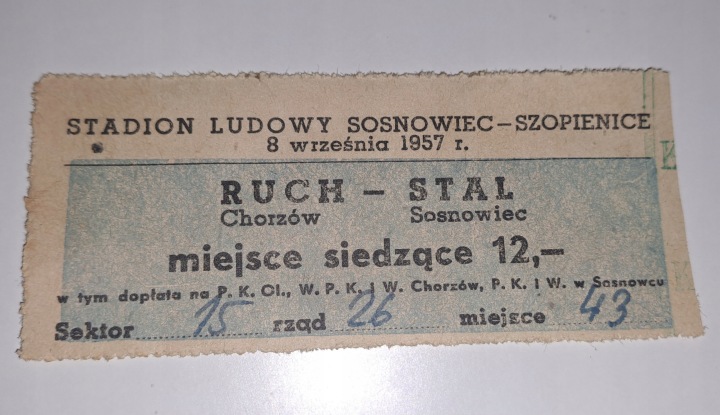 STADION LUDOWY SOSNOWIEC–SZOPIENICE
8 września 1957 r.
RUCH – STAL
Chorzów Sosnowiec
miejsce siedzące 12,–
w tym dopłata na P. K. Ol., W. P. K. i W. Chorzów, P. K. i W. w Sosnowcu
Sektor 15 rząd 26 miejsce 43